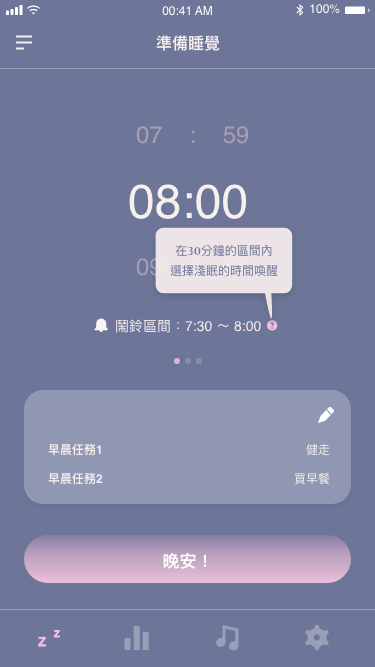 00:41 AM
100%
準備睡覺
07 : 59
08:00
09
在30分鐘的區間內
選擇淺眠的時間喚醒
鬧鈴區間：7:30 ～ 8:00 ?
早晨任務1 健走
早晨任務2 買早餐
晚安！
z z